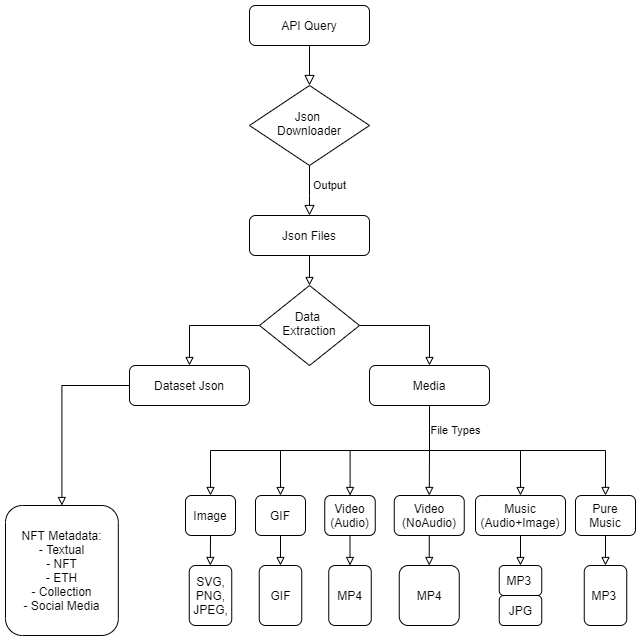 API Query
Json
Downloader
Output
Json Files
Data
Extraction
Dataset Json
Media
File Types
Image
GIF
Video
(Audio)
Video
(NoAudio)
Music
(Audio+Image)
Pure
Music
NFT Metadata:
- Textual
- NFT
- ETH
- Collection
- Social Media
SVG,
PNG,
JPEG,
GIF
MP4
MP4
MP3
JPG
MP3